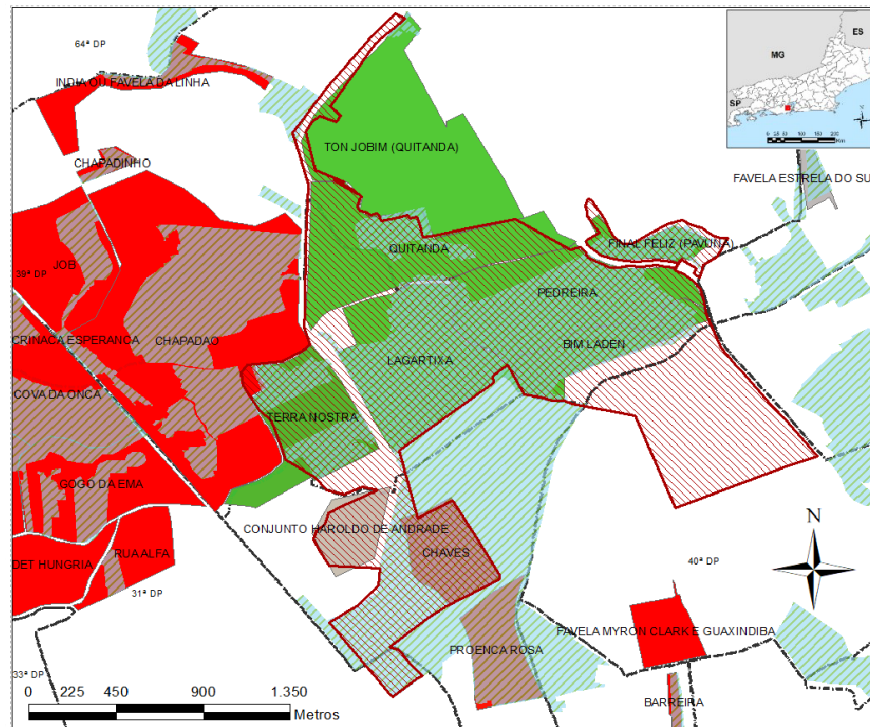 64ª DP
INDIA OU FAVELA DA LINHA
CHAPADINHO
TON JOBIM (QUITANDA)
MG
ES
SP
FAVELA ESTRELA DO SU
QUITANDA
FINAL FELIZ (PAVUNA)
JOB
39ª DP
PEDREIRA
CRIANCA ESPERANCA
CHAPADAO
BIM LADEN
LAGARTIXA
COVA DA ONCA
TERRA NOSTRA
GOGO DA EMA
CONJUNTO HAROLDO DE ANDRADE
N
CHAVES
DET HUNGRIA
RUA ALFA
40ª DP
31ª DP
FAVELA MYRON CLARK E GUAXINDIBA
PROENCA ROSA
33ª DP
BARREIRA
0 225 450 900 1.350
Metros